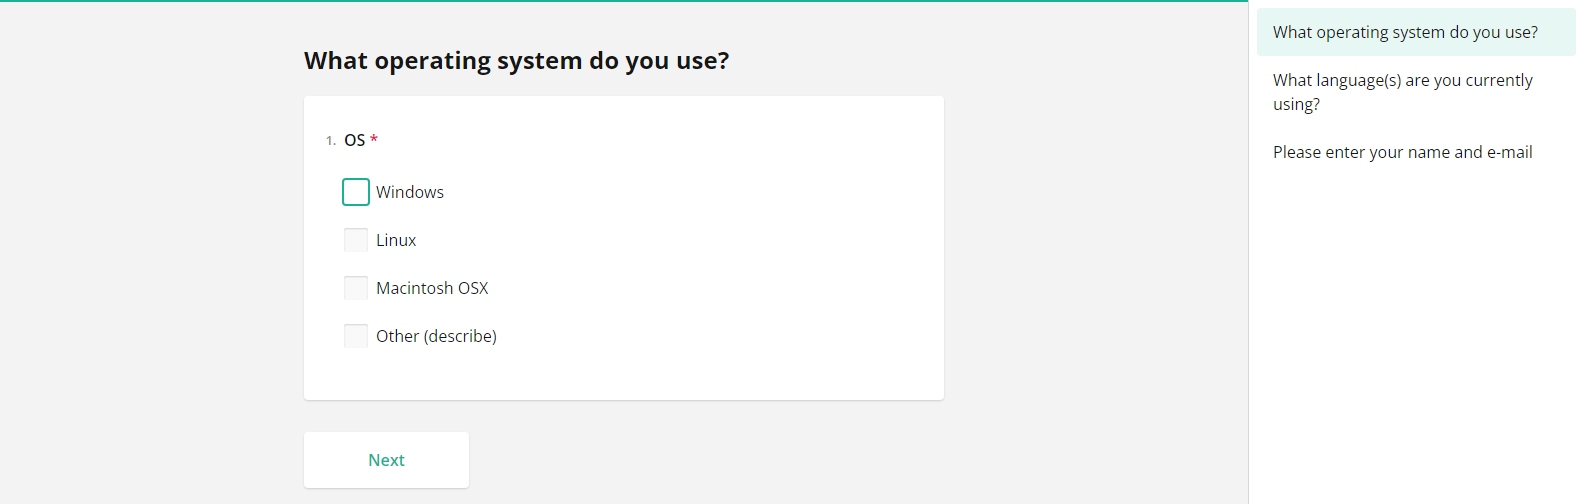 What operating system do you use?
1. OS *
Windows
Linux
Macintosh OSX
Other (describe)
Next
What operating system do you use?
What language(s) are you currently
using?
Please enter your name and e-mail